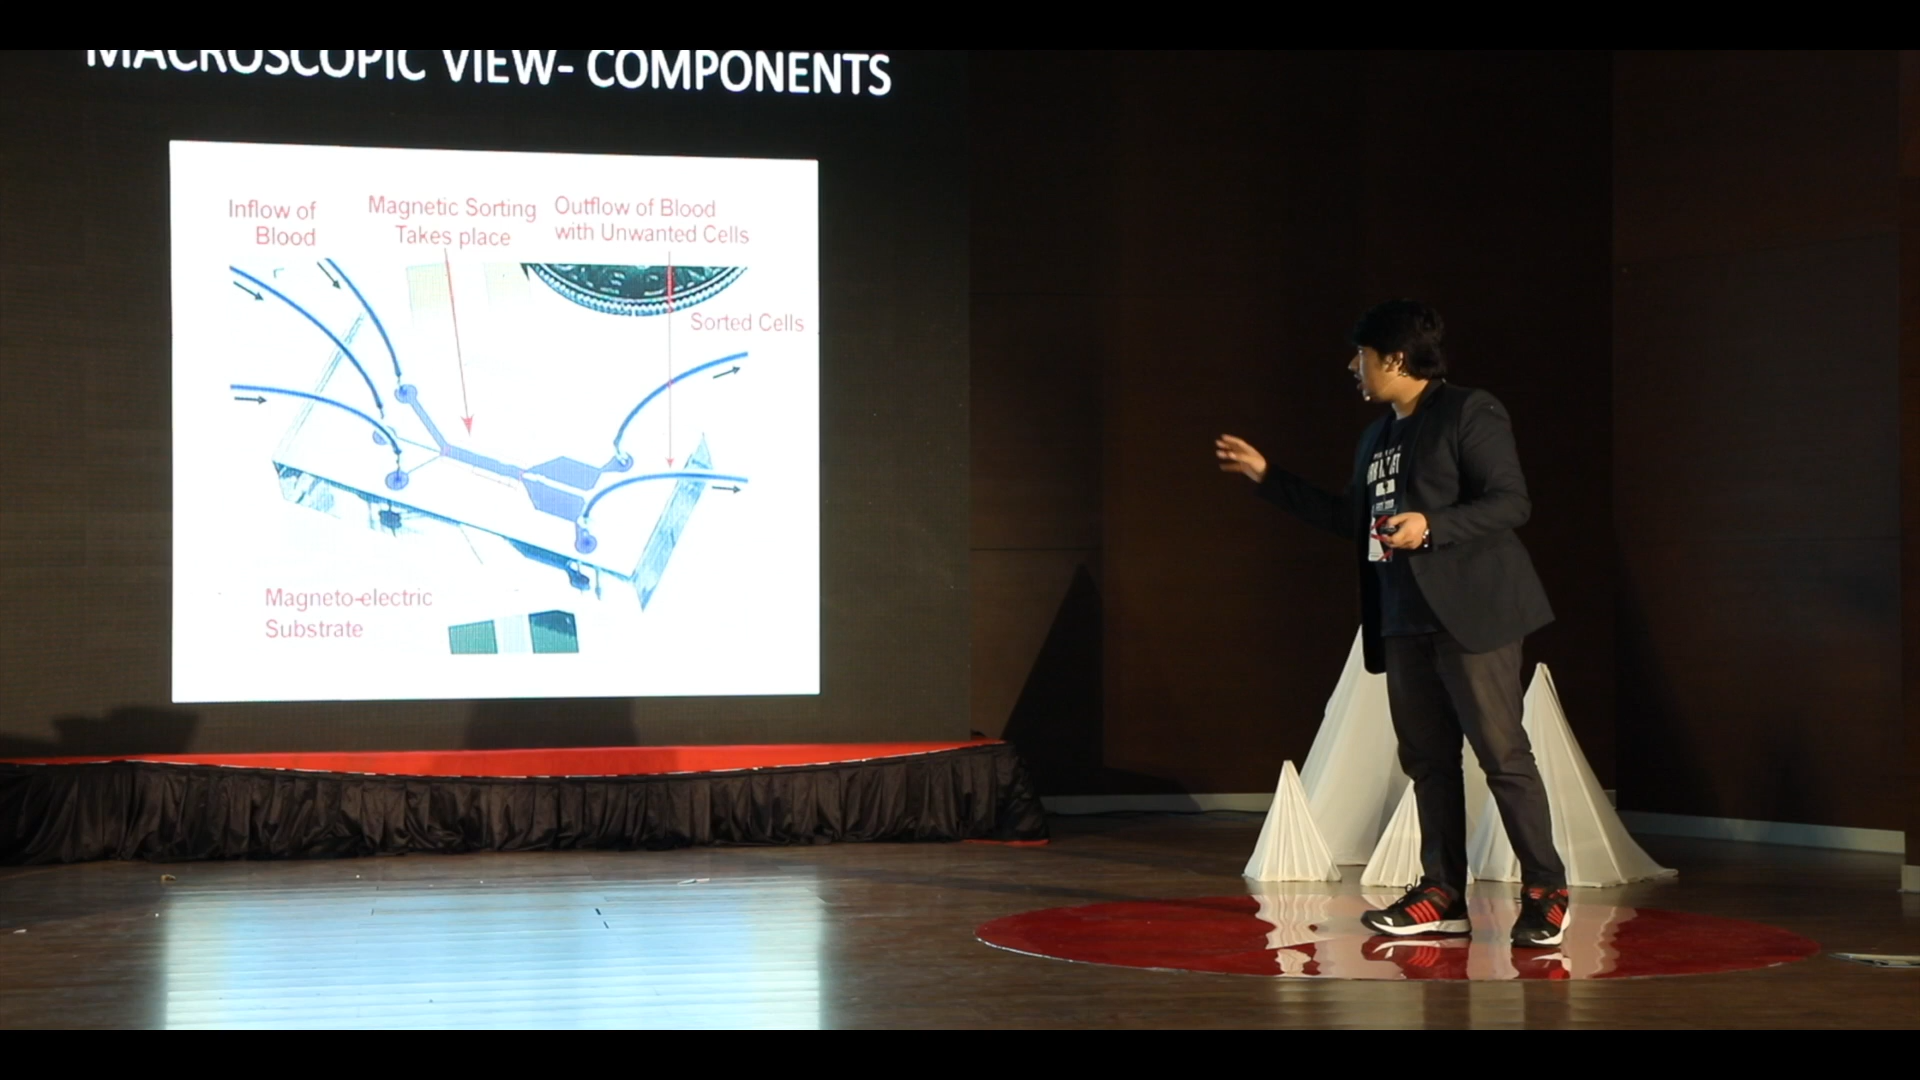 MACROSCOPIC VIEW- COMPONENTS
Inflow of
Blood
Magnetic Sorting
Takes place
Outflow of Blood
with Unwanted Cells
Sorted Cells
Magneto-electric
Substrate